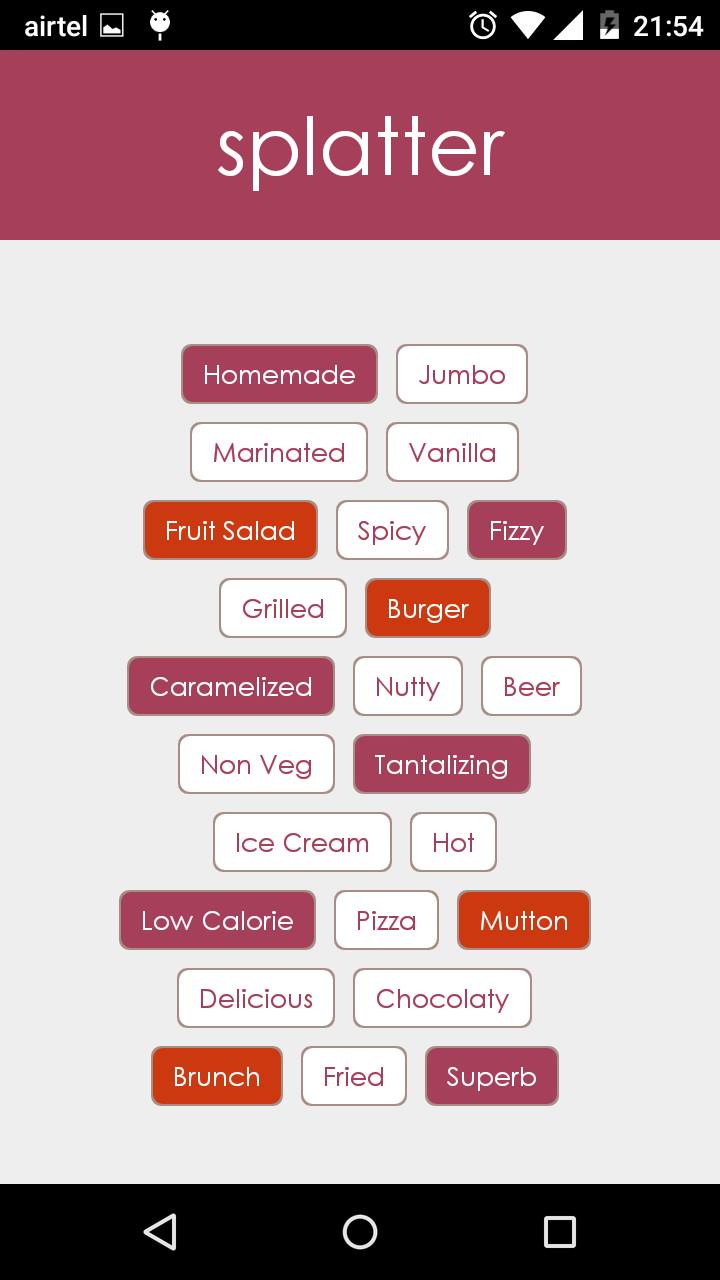 airtel 21:54
splatter
Homemade Jumbo
Marinated Vanilla
Fruit Salad Spicy Fizzy
Grilled Burger
Caramelized Nutty Beer
Non Veg Tantalizing
Ice Cream Hot
Low Calorie Pizza Mutton
Delicious Chocolaty
Brunch Fried Superb